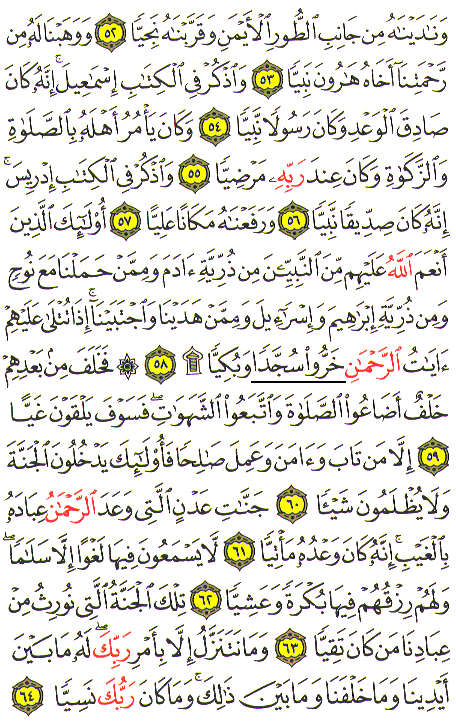 وَنَٰدَيْنَٰهُ مِن جَانِبِ ٱلطُّورِ ٱلْأَيْمَنِ وَقَرَّبْنَٰهُ نَجِيًّا ٥٢ وَوَهَبْنَا لَهُۥ مِن
رَّحْمَتِنَآ أَخَاهُ هَٰرُونَ نَبِيًّا ٥٣ وَٱذْكُرْ فِى ٱلْكِتَٰبِ إِسْمَٰعِيلَ ۚ إِنَّهُۥ كَانَ
صَادِقَ ٱلْوَعْدِ وَكَانَ رَسُولًا نَّبِيًّا ٥٤ وَكَانَ يَأْمُرُ أَهْلَهُۥ بِٱلصَّلَوٰةِ
وَٱلزَّكَوٰةِ وَكَانَ عِندَ رَبِّهِۦ مَرْضِيًّا ٥٥ وَٱذْكُرْ فِى ٱلْكِتَٰبِ إِدْرِيسَ ۚ
إِنَّهُۥ كَانَ صِدِّيقًا نَّبِيًّا ٥٦ وَرَفَعْنَٰهُ مَكَانًا عَلِيًّا ٥٧ أُو۟لَٰٓئِكَ ٱلَّذِينَ
أَنْعَمَ ٱللَّهُ عَلَيْهِم مِّنَ ٱلنَّبِيِّـۧنَ مِن ذُرِّيَّةِ ءَادَمَ وَمِمَّنْ حَمَلْنَا مَعَ نُوحٍ
وَمِن ذُرِّيَّةِ إِبْرَٰهِيمَ وَإِسْرَٰٓءِيلَ وَمِمَّنْ هَدَيْنَا وَٱجْتَبَيْنَآ ۚ إِذَا تُتْلَىٰ عَلَيْهِمْ
ءَايَٰتُ ٱلرَّحْمَٰنِ خَرُّوا۟ سُجَّدًا وَبُكِيًّا ۩ ٥٨ ۞ فَخَلَفَ مِنۢ بَعْدِهِمْ
خَلْفٌ أَضَاعُوا۟ ٱلصَّلَوٰةَ وَٱتَّبَعُوا۟ ٱلشَّهَوَٰتِ ۖ فَسَوْفَ يَلْقَوْنَ غَيًّا
٥٩ إِلَّا مَن تَابَ وَءَامَنَ وَعَمِلَ صَٰلِحًا فَأُو۟لَٰٓئِكَ يَدْخُلُونَ ٱلْجَنَّةَ
وَلَا يُظْلَمُونَ شَيْـًٔا ٦٠ جَنَّٰتِ عَدْنٍ ٱلَّتِى وَعَدَ ٱلرَّحْمَٰنُ عِبَادَهُۥ
بِٱلْغَيْبِ ۚ إِنَّهُۥ كَانَ وَعْدُهُۥ مَأْتِيًّا ٦١ لَّا يَسْمَعُونَ فِيهَا لَغْوًا إِلَّا سَلَٰمًا ۖ
وَلَهُمْ رِزْقُهُمْ فِيهَا بُكْرَةً وَعَشِيًّا ٦٢ تِلْكَ ٱلْجَنَّةُ ٱلَّتِى نُورِثُ مِنْ
عِبَادِنَا مَن كَانَ تَقِيًّا ٦٣ وَمَا نَتَنَزَّلُ إِلَّا بِأَمْرِ رَبِّكَ ۖ لَهُۥ مَا بَيْنَ
أَيْدِينَا وَمَا خَلْفَنَا وَمَا بَيْنَ ذَٰلِكَ ۚ وَمَا كَانَ رَبُّكَ نَسِيًّا ٦٤